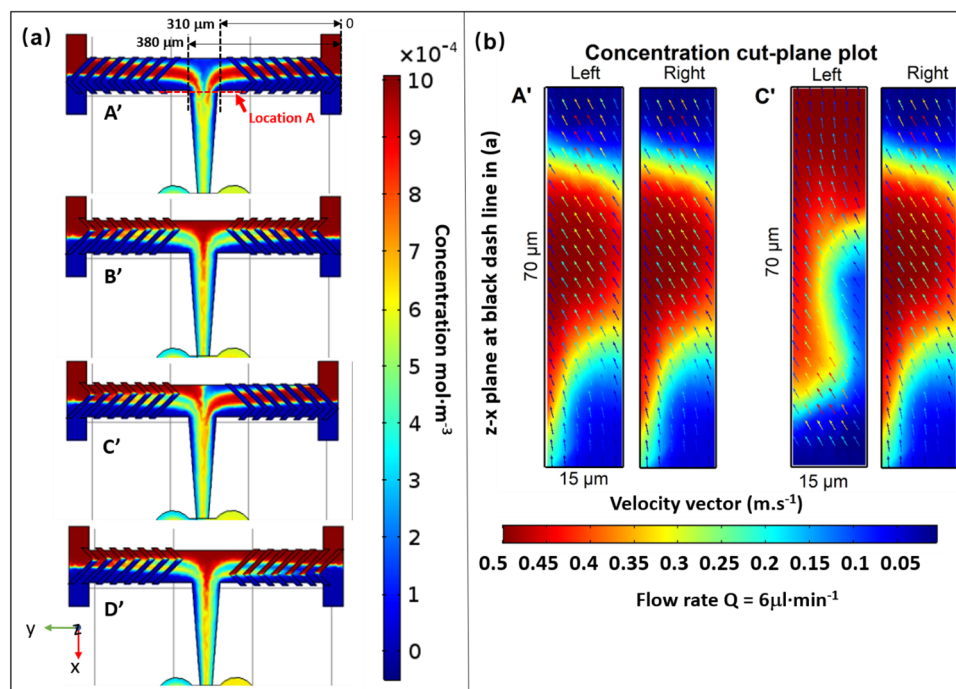 (a)
310 µm
0
380 µm
×10⁻⁴
10
A’
Location A
9
8
B’
7
6
5
4
C’
3
2
1
D’
0
Concentration mol·m⁻³
y
z
x
(b)
Concentration cut-plane plot
Left
Right
Left
Right
A'
C'
z-x plane at black dash line in (a)
70 µm
70 µm
15 µm
15 µm
Velocity vector (m.s⁻¹)
0.5 0.45 0.4 0.35 0.3 0.25 0.2 0.15 0.1 0.05
Flow rate Q = 6µl·min⁻¹